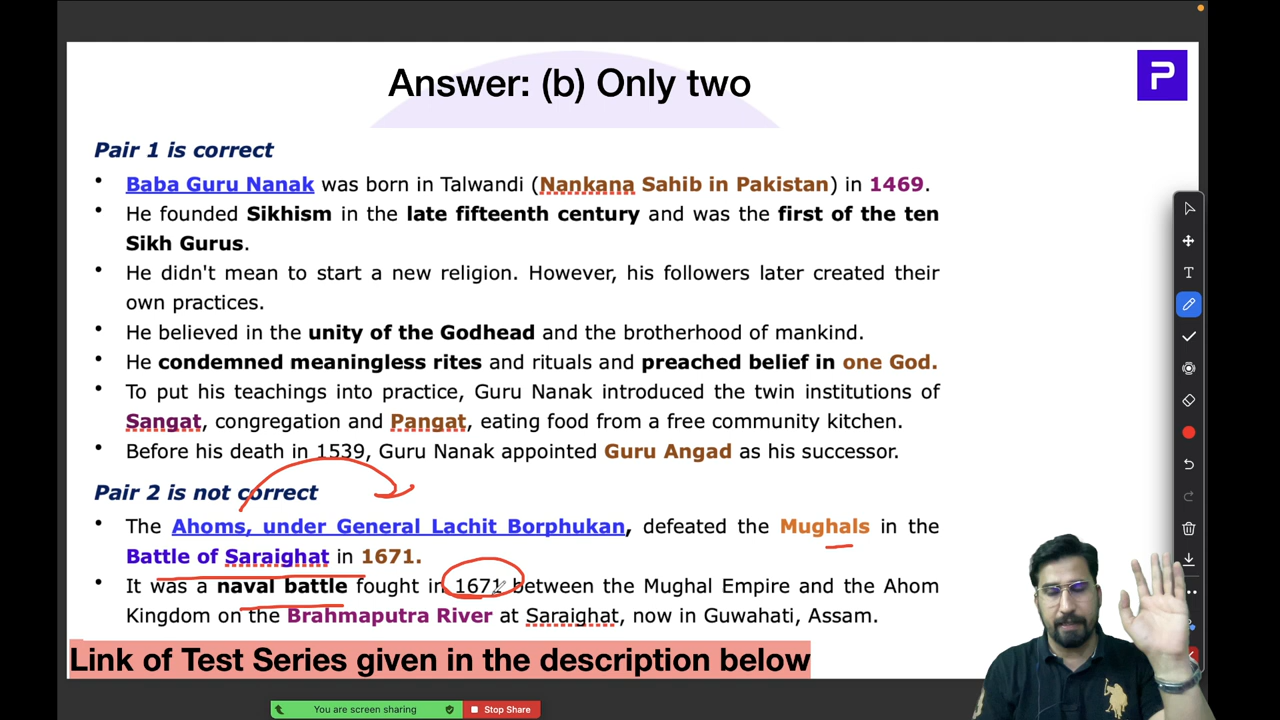 Answer: (b) Only two
P
Pair 1 is correct
• Baba Guru Nanak was born in Talwandi (Nankana Sahib in Pakistan) in 1469.
• He founded Sikhism in the late fifteenth century and was the first of the ten
Sikh Gurus.
• He didn't mean to start a new religion. However, his followers later created their
own practices.
• He believed in the unity of the Godhead and the brotherhood of mankind.
• He condemned meaningless rites and rituals and preached belief in one God.
• To put his teachings into practice, Guru Nanak introduced the twin institutions of
Sangat, congregation and Pangat, eating food from a free community kitchen.
• Before his death in 1539, Guru Nanak appointed Guru Angad as his successor.
Pair 2 is not correct
• The Ahoms, under General Lachit Borphukan, defeated the Mughals in the
Battle of Saraighat in 1671.
• It was a naval battle fought in 1671 between the Mughal Empire and the Ahom
Kingdom on the Brahmaputra River at Saraighat, now in Guwahati, Assam.
Link of Test Series given in the description below
You are screen sharing
Stop Share
T